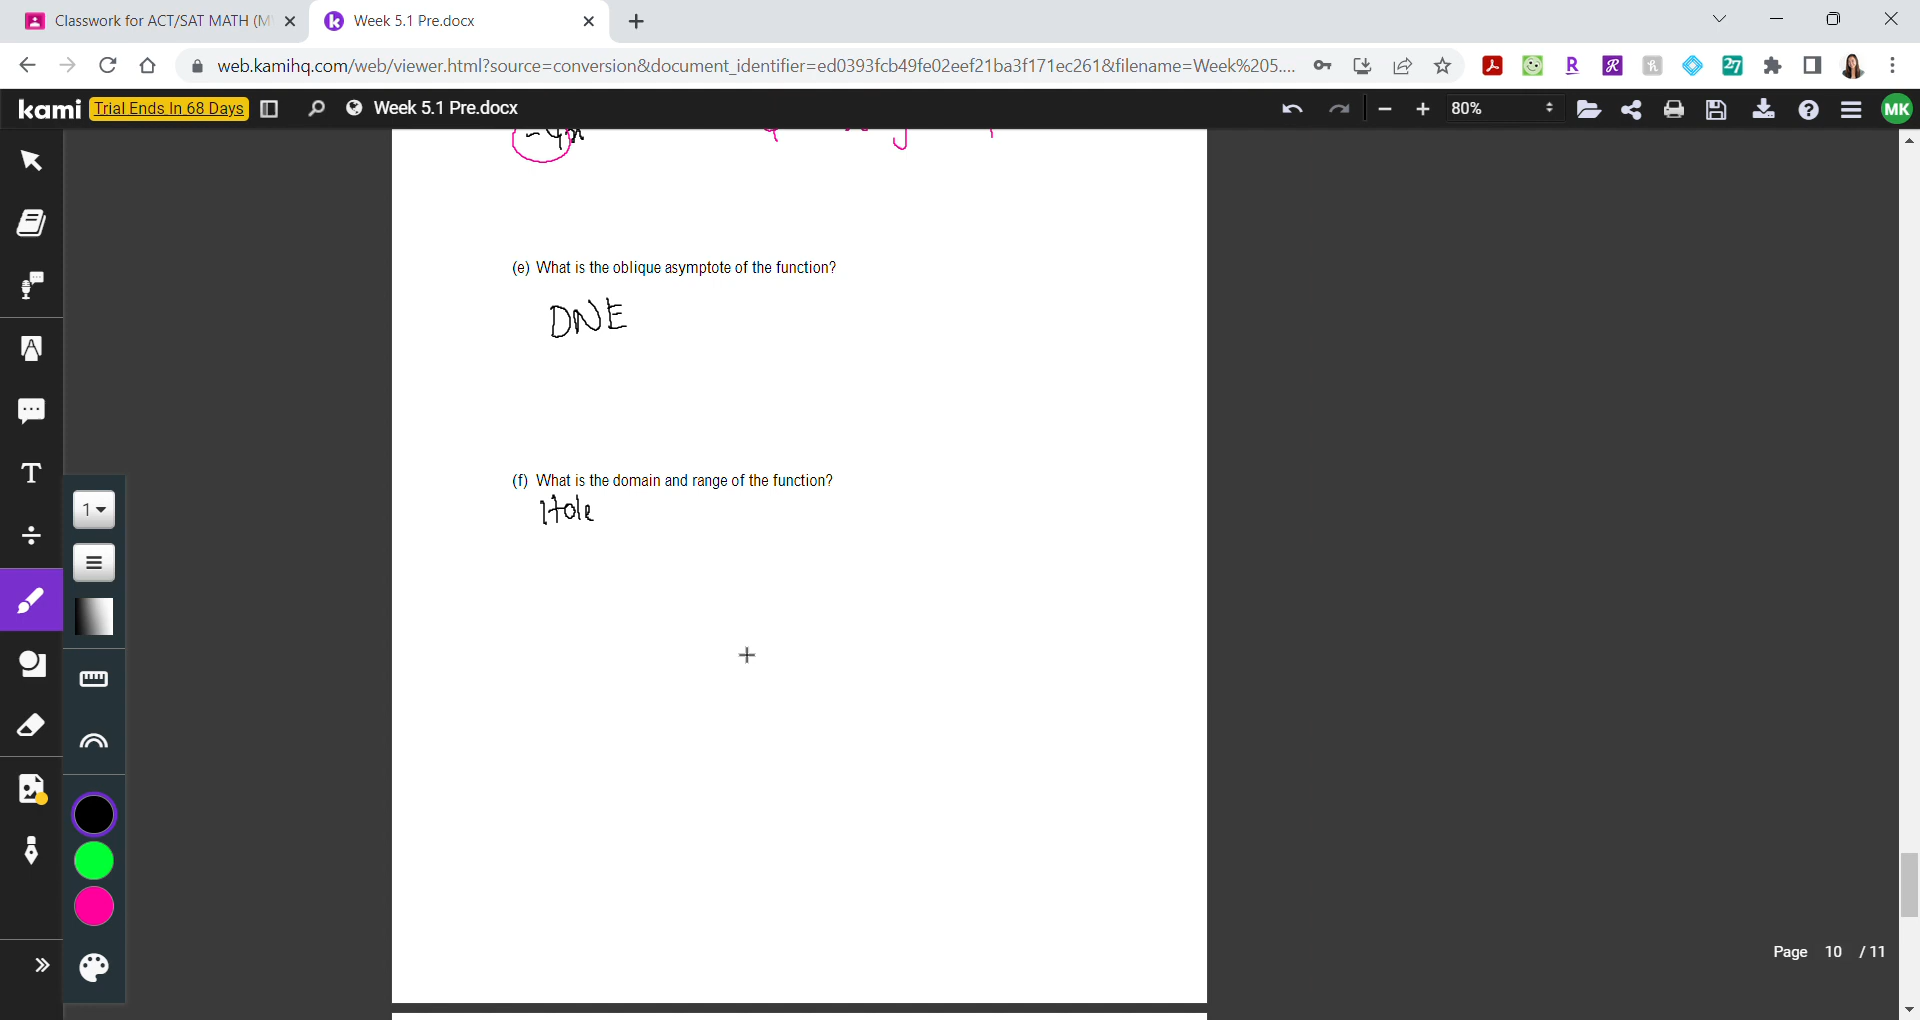 Classwork for ACT/SAT MATH (M
Week 5.1 Pre.docx
web.kamihq.com/web/viewer.html?source=conversion&document_identifier=ed0393fcb49fe02eef21ba3f171ec261&filename=Week%205....
27
kami Trial Ends In 68 Days Week 5.1 Pre.docx 80% MK
(e) What is the oblique asymptote of the function?
DNE
(f) What is the domain and range of the function?
Hole
T
1
Page 10 / 11